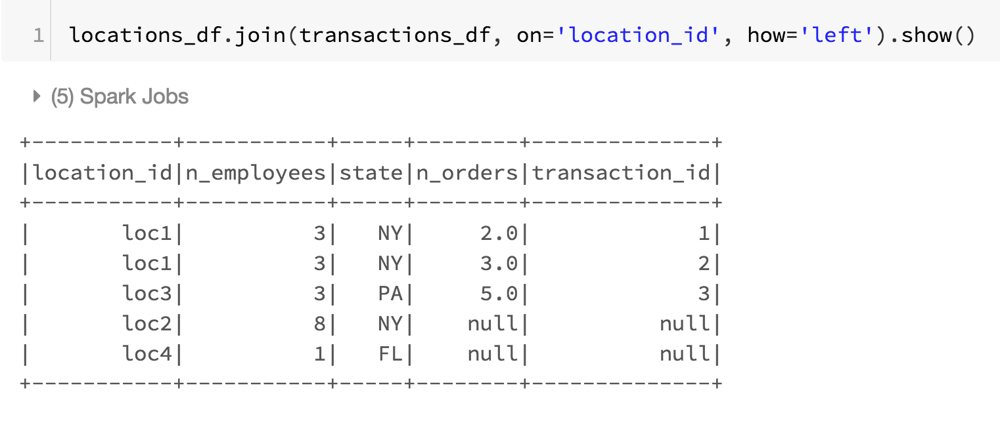 1 locations_df.join(transactions_df, on='location_id', how='left').show()
(5) Spark Jobs
+-----------+-----------+-----+--------+--------------+
|location_id|n_employees|state|n_orders|transaction_id|
+-----------+-----------+-----+--------+--------------+
|       loc1|          3|   NY|     2.0|             1|
|       loc1|          3|   NY|     3.0|             2|
|       loc3|          3|   PA|     5.0|             3|
|       loc2|          8|   NY|    null|          null|
|       loc4|          1|   FL|    null|          null|
+-----------+-----------+-----+--------+--------------+